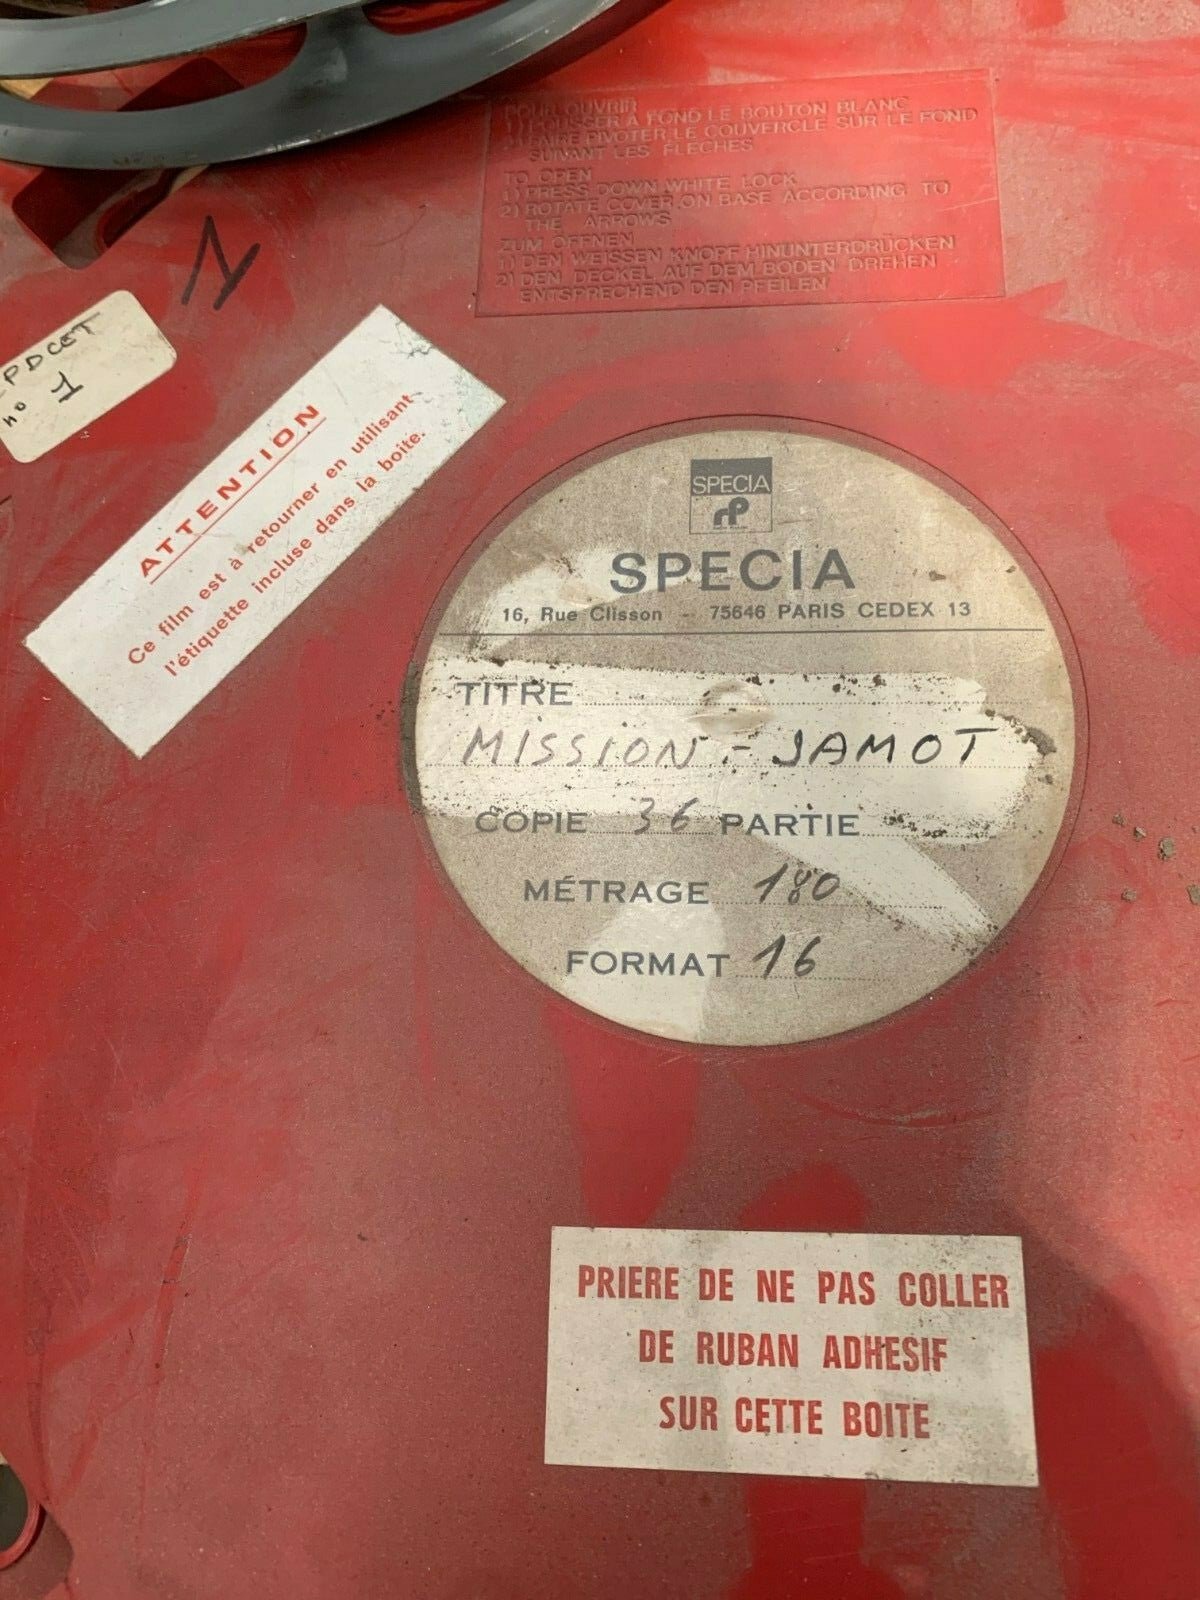 POUR OUVRIR
1) POUSSER A FOND LE BOUTON BLANC
2) FAIRE PIVOTER LE COUVERCLE SUR LE FOND
SUIVANT LES FLECHES
TO OPEN
1) PRESS DOWN WHITE LOCK
2) ROTATE COVER ON BASE ACCORDING TO
THE ARROWS
ZUM OFFNEN
1) DEN WEISSEN KNOPF HINUNTERDRÜCKEN
2) DEN DECKEL AUF DEM BODEN DREHEN
ENTSPRECHEND DEN PFEILEN
N
PDCET
no 1
ATTENTION
Ce film est à retourner en utilisant
l'étiquette incluse dans la boite.
SPECIA
rP
SPECIA
16, Rue Clisson - 75646 PARIS CEDEX 13
TITRE
MISSION - JAMOT
COPIE 36 PARTIE
MÉTRAGE 180
FORMAT 16
PRIERE DE NE PAS COLLER
DE RUBAN ADHESIF
SUR CETTE BOITE